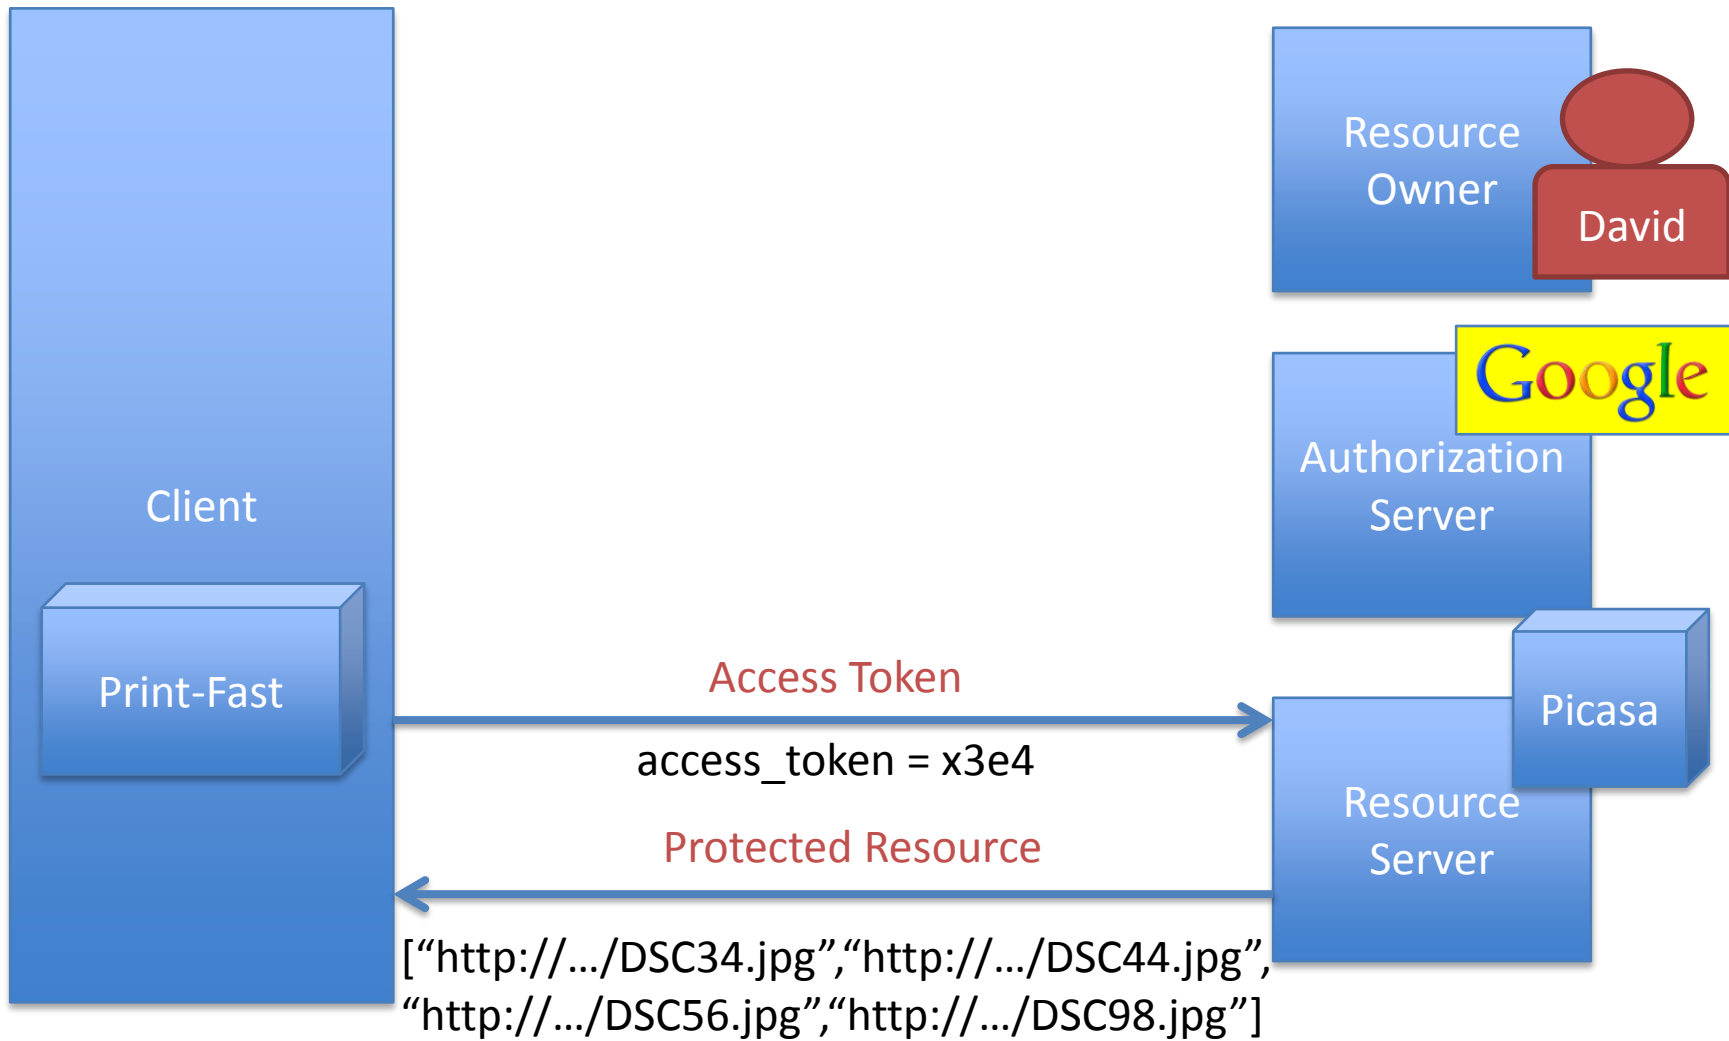 Resource
Owner
David
Google
Authorization
Server
Client
Print-Fast
Access Token
Picasa
access_token = x3e4
Resource
Server
Protected Resource
[“http://…/DSC34.jpg”,“http://…/DSC44.jpg”,
“http://…/DSC56.jpg”,“http://…/DSC98.jpg”]